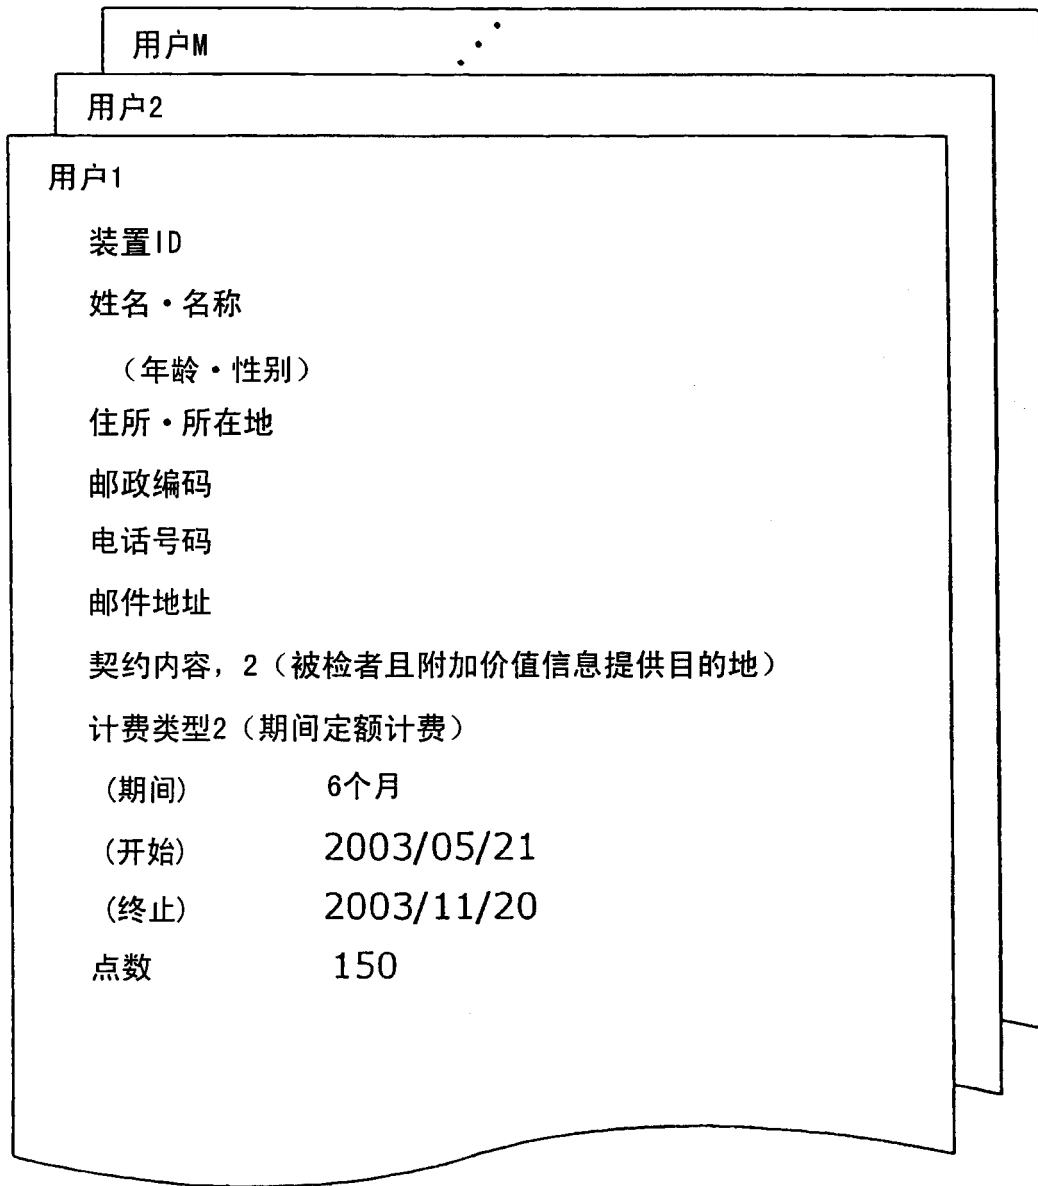 用户M
用户2
用户1
装置ID
姓名・名称
（年龄・性别）
住所・所在地
邮政编码
电话号码
邮件地址
契约内容，2（被检者且附加价值信息提供目的地）
计费类型2（期间定额计费）
(期间) 6个月
(开始) 2003/05/21
(终止) 2003/11/20
点数 150